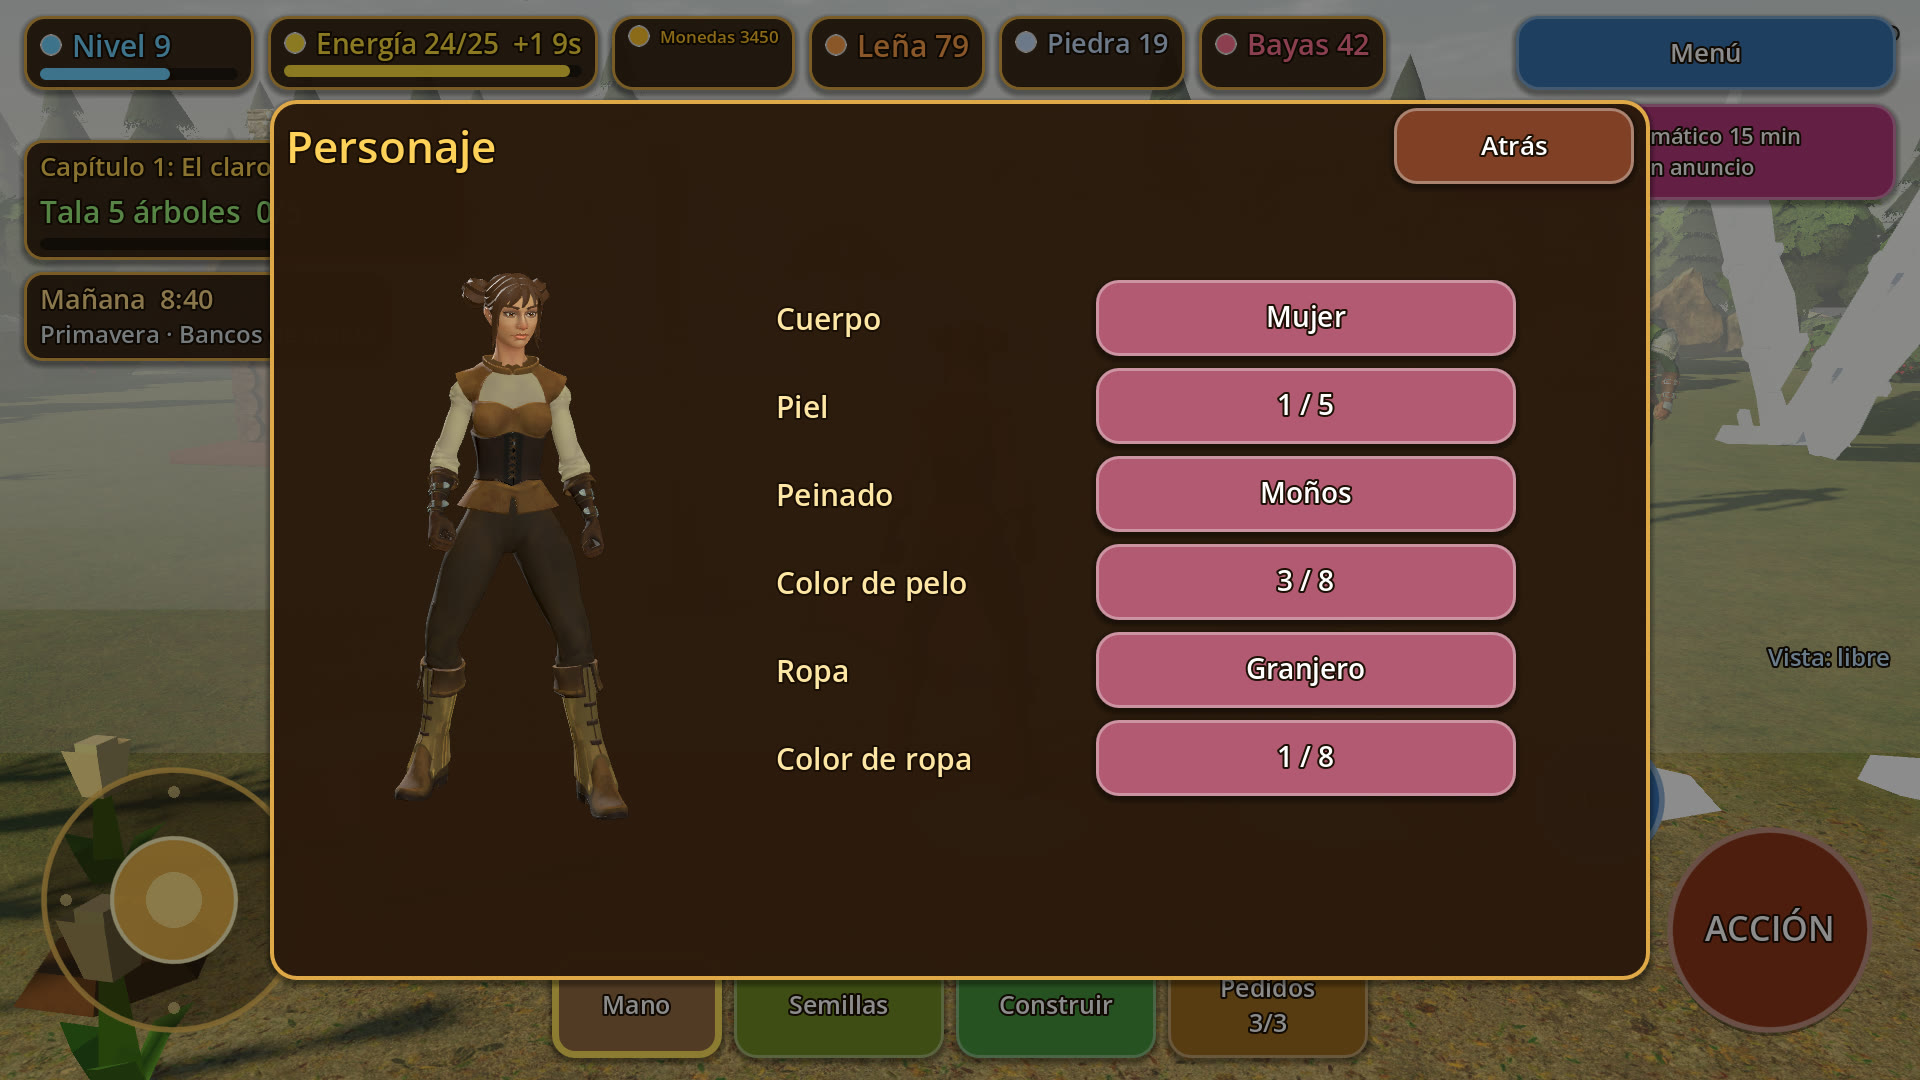 Nivel 9
Energía 24/25 +1 9s
Monedas 3450
Leña 79
Piedra 19
Bayas 42
Menú
Capítulo 1: El claro
Tala 5 árboles 0
Mañana 8:40
Primavera · Bancos
Personaje
Atrás
mático 15 min
n anuncio
Cuerpo
Mujer
Piel
1 / 5
Peinado
Moños
Color de pelo
3 / 8
Ropa
Granjero
Color de ropa
1 / 8
Vista: libre
ACCIÓN
Mano
Semillas
Construir
Pedidos
3/3